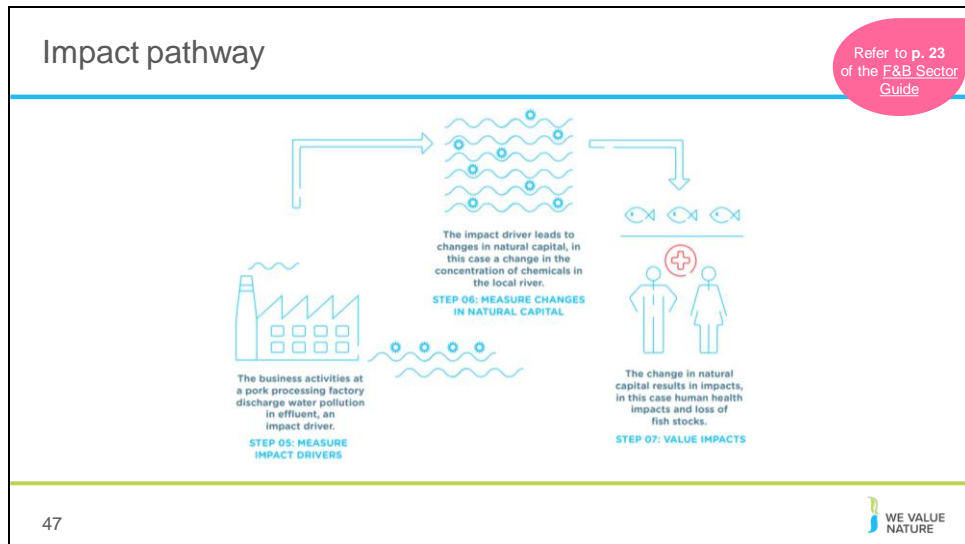 Impact pathway
Refer to p. 23
of the F&B Sector
Guide
The impact driver leads to
changes in natural capital, in
this case a change in the
concentration of chemicals in
the local river.
STEP 06: MEASURE CHANGES
IN NATURAL CAPITAL
The business activities at
a pork processing factory
discharge water pollution
in effluent, an
impact driver.
STEP 05: MEASURE
IMPACT DRIVERS
The change in natural
capital results in impacts,
in this case human health
impacts and loss of
fish stocks.
STEP 07: VALUE IMPACTS
47
WE VALUE
NATURE